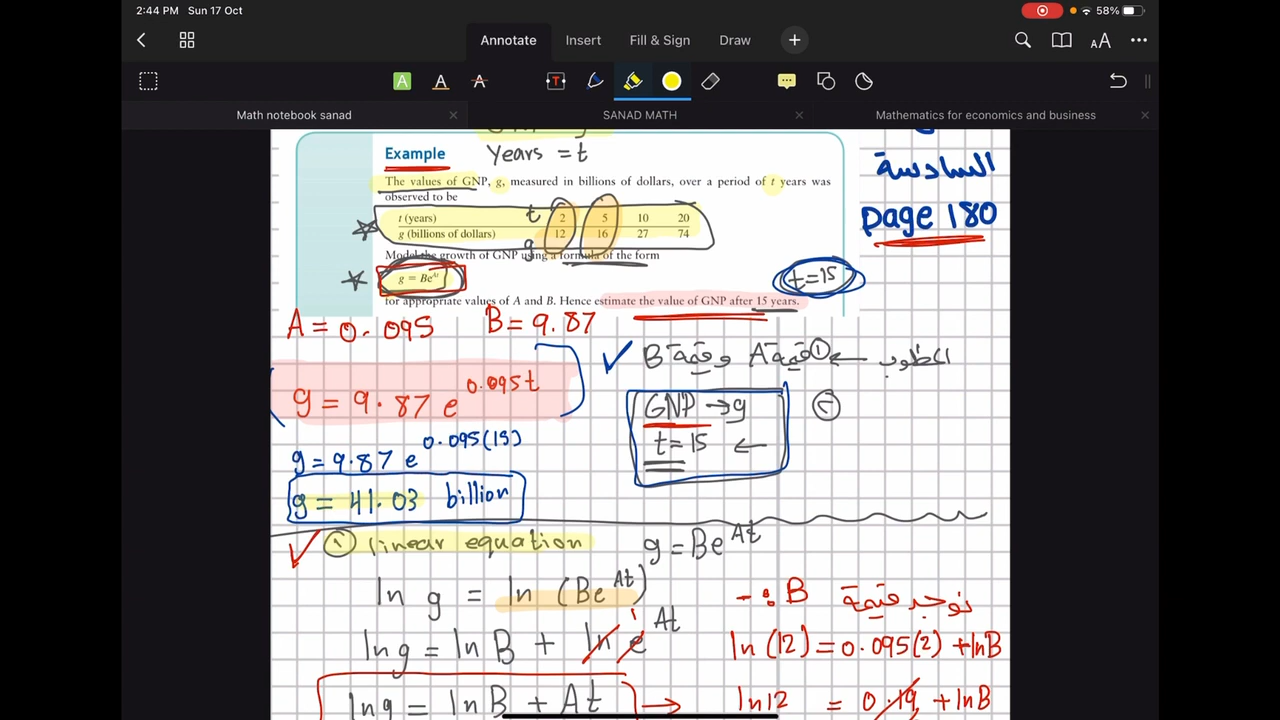 2:44 PM Sun 17 Oct
58%
Annotate Insert Fill & Sign Draw
Math notebook sanad
SANAD MATH
Mathematics for economics and business
Example
Years = t
The values of GNP, g, measured in billions of dollars, over a period of t years was
observed to be
t (years) t 2 5 10 20
g (billions of dollars) g 12 16 27 74
Model the growth of GNP using a formula of the form
g = Be^At
t=15
for appropriate values of A and B. Hence estimate the value of GNP after 15 years.
السادسة
page 180
A = 0.095 B = 9.87
المطلوب ← ① قيمة A وقيمة B
g = 9.87 e^0.095t
GNP → g
t = 15 ←
②
g = 9.87 e^0.095(15)
g = 41.03 billion
① linear equation g = Be^At
ln g = ln (Be^At)
نوجد قيمة B :-
ln g = ln B + ln e^At
ln (12) = 0.095(2) + ln B
ln g = ln B + At →
ln 12 = 0.19 + ln B